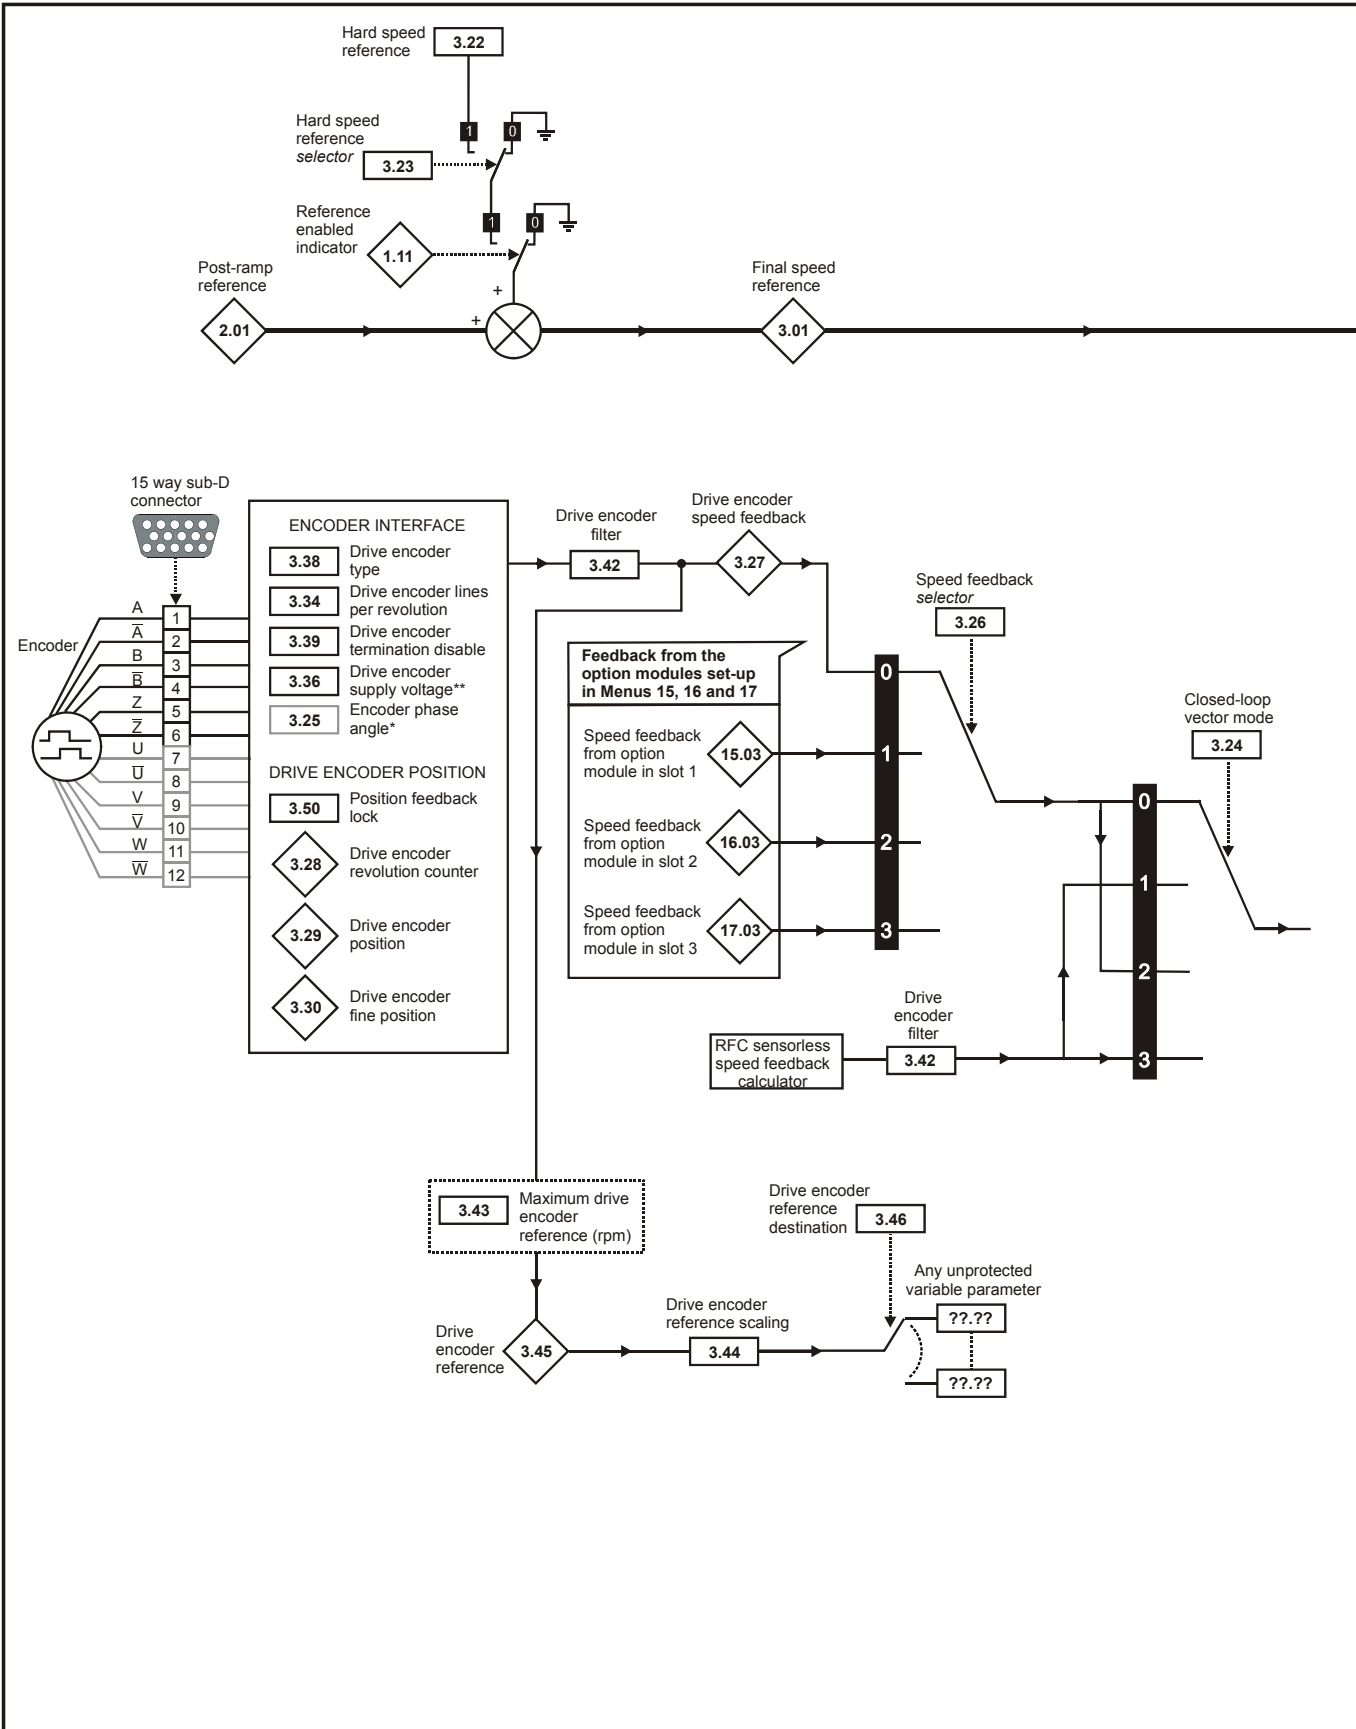 Hard speed
reference
3.22
1
0
Hard speed
reference
selector
3.23
Reference
enabled
indicator
1.11
1
0
Post-ramp
reference
2.01
+
+
Final speed
reference
3.01
15 way sub-D
connector
Encoder
A
1
A̅
2
B
3
B̅
4
Z
5
Z̅
6
U
7
U̅
8
V
9
V̅
10
W
11
W̅
12
ENCODER INTERFACE
3.38
Drive encoder
type
3.34
Drive encoder lines
per revolution
3.39
Drive encoder
termination disable
3.36
Drive encoder
supply voltage**
3.25
Encoder phase
angle*
DRIVE ENCODER POSITION
3.50
Position feedback
lock
3.28
Drive encoder
revolution counter
3.29
Drive encoder
position
3.30
Drive encoder
fine position
Drive encoder
filter
3.42
Drive encoder
speed feedback
3.27
Feedback from the
option modules set-up
in Menus 15, 16 and 17
Speed feedback
from option
module in slot 1
15.03
Speed feedback
from option
module in slot 2
16.03
Speed feedback
from option
module in slot 3
17.03
0
1
2
3
Speed feedback
selector
3.26
Closed-loop
vector mode
3.24
0
1
2
3
RFC sensorless
speed feedback
calculator
Drive
encoder
filter
3.42
3.43
Maximum drive
encoder
reference (rpm)
Drive
encoder
reference
3.45
Drive encoder
reference scaling
3.44
Drive encoder
reference
destination
3.46
Any unprotected
variable parameter
??.??
??.??